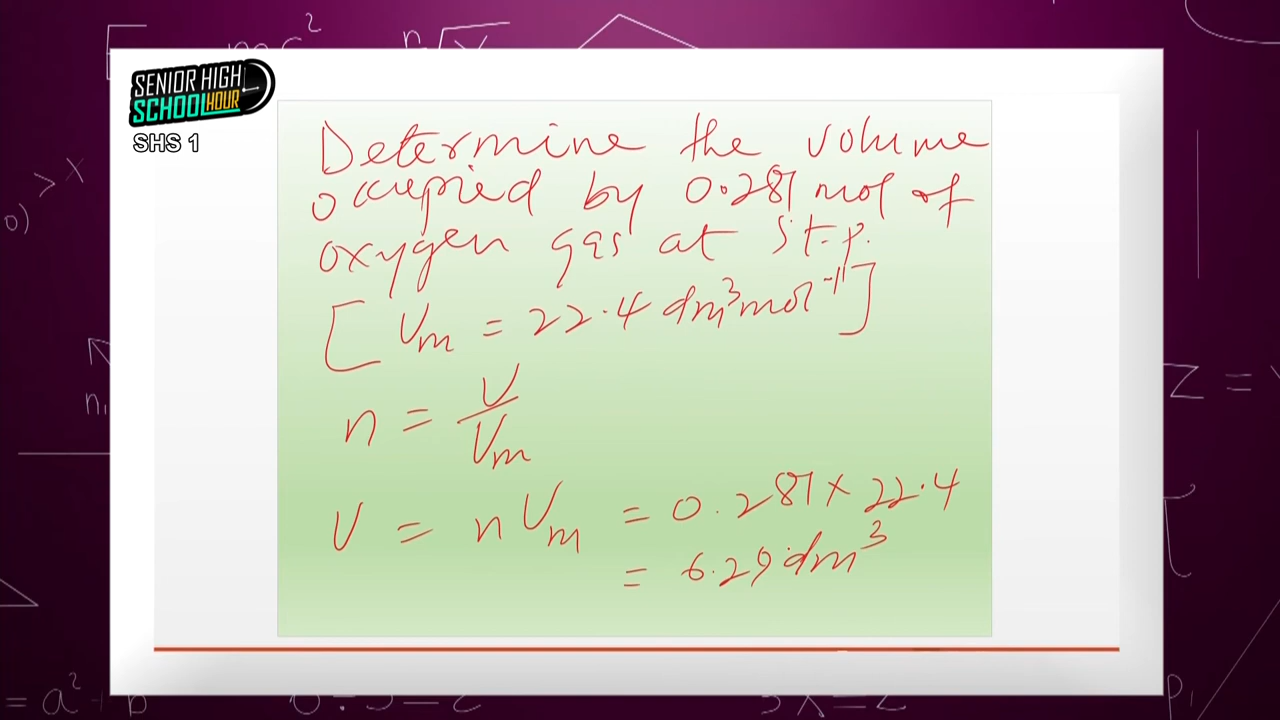 SENIOR HIGH
SCHOOL HOUR
SHS 1
Determine the volume
occupied by 0.281 mol of
oxygen gas at s.t.p.
[Vm = 22.4 dm³mol⁻¹]
n = V/Vm
V = nVm = 0.281 × 22.4
= 6.29 dm³